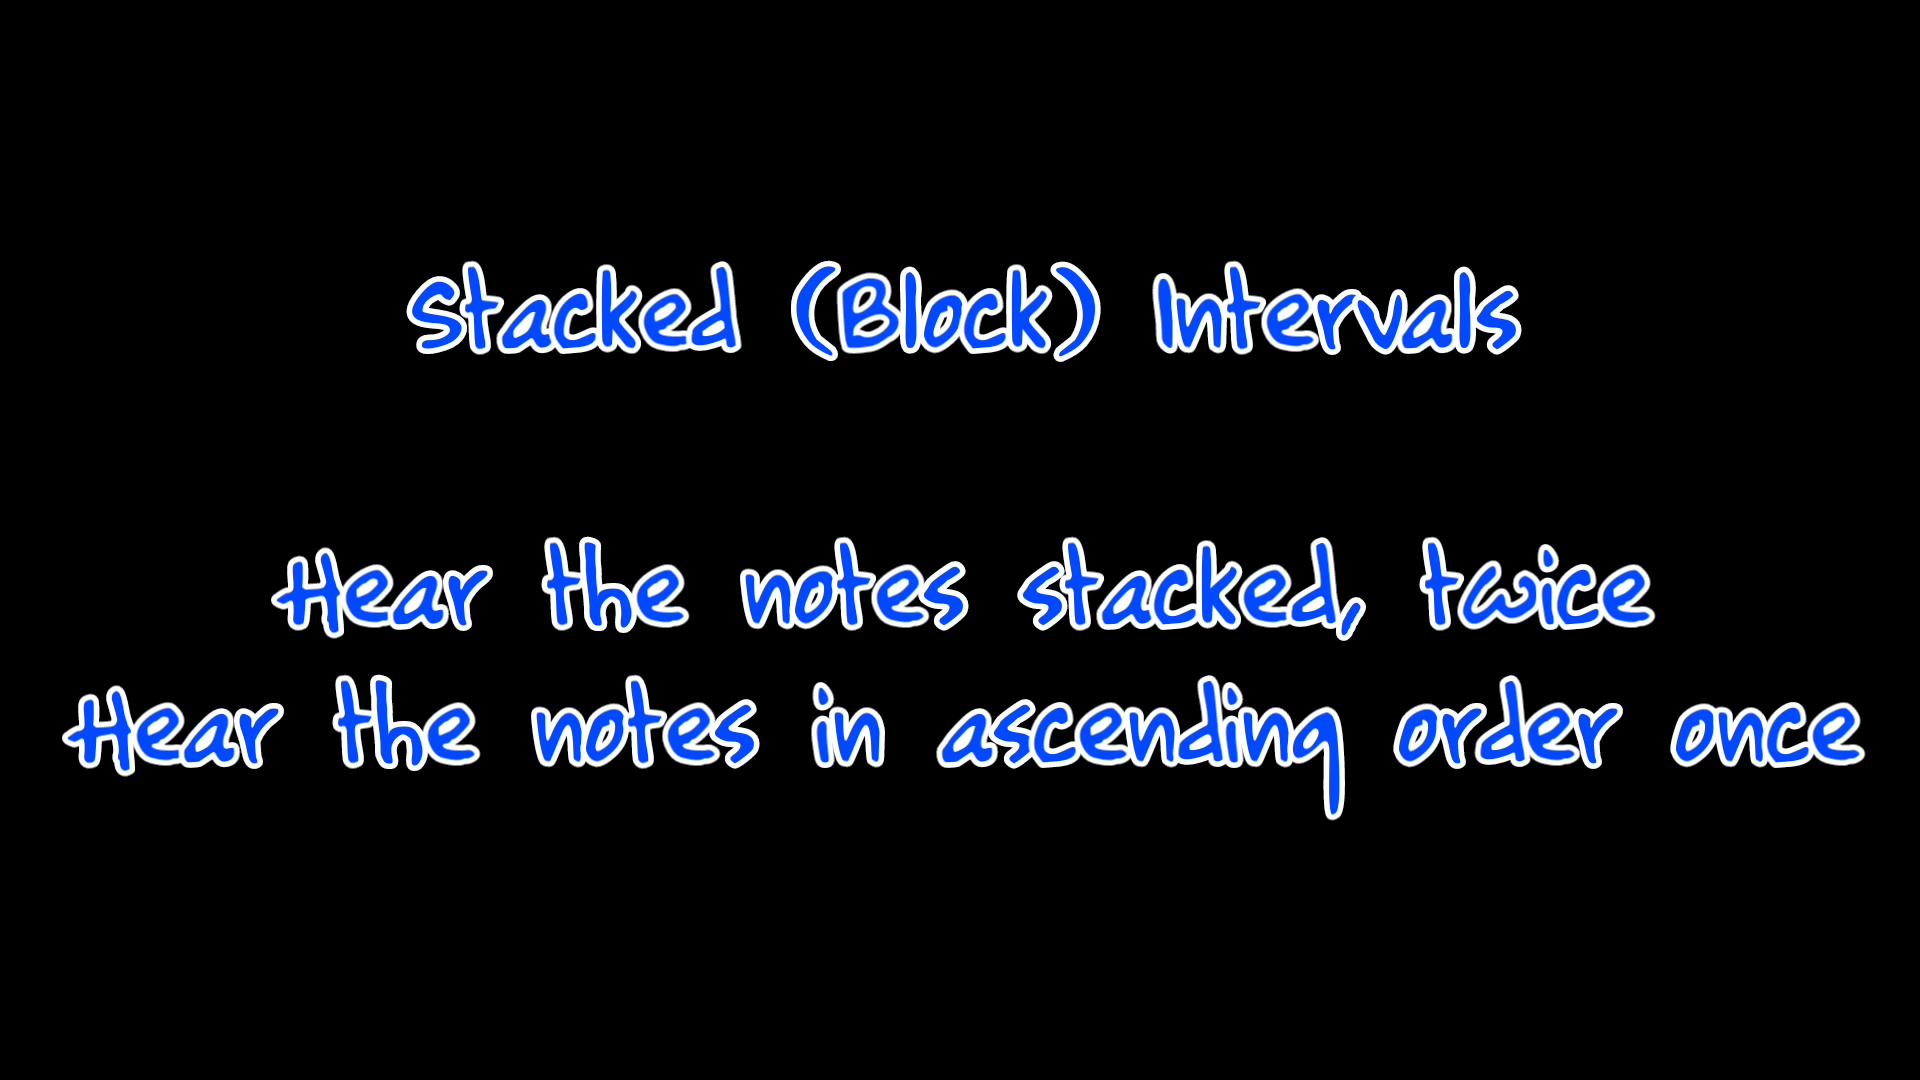 Stacked (Block) Intervals
Hear the notes stacked, twice
Hear the notes in ascending order once